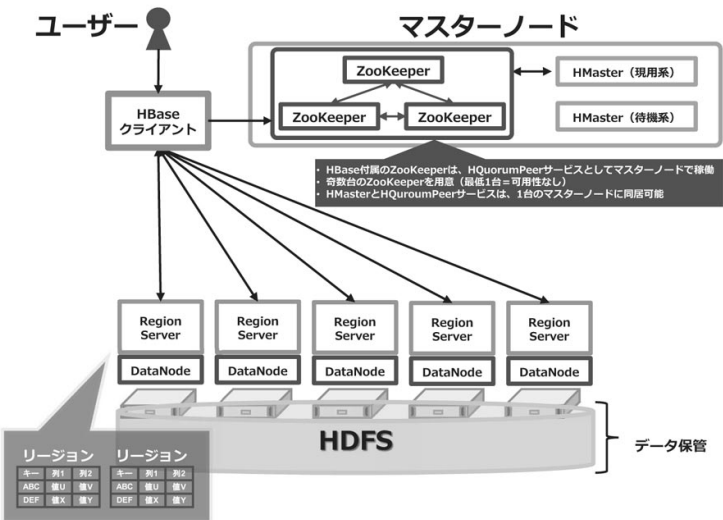 ユーザー
マスターノード
ZooKeeper
ZooKeeper
ZooKeeper
HMaster（現用系）
HMaster（待機系）
HBase
クライアント
・ HBase付属のZooKeeperは、HQuorumPeerサービスとしてマスターノードで稼働
・ 奇数台のZooKeeperを用意（最低1台＝可用性なし）
・ HMasterとHQuroumPeerサービスは、1台のマスターノードに同居可能
Region
Server
Region
Server
Region
Server
Region
Server
Region
Server
DataNode
DataNode
DataNode
DataNode
DataNode
HDFS
データ保管
リージョン
キー 列1 列2
ABC 値U 値V
DEF 値X 値Y
リージョン
キー 列1 列2
ABC 値U 値V
DEF 値X 値Y